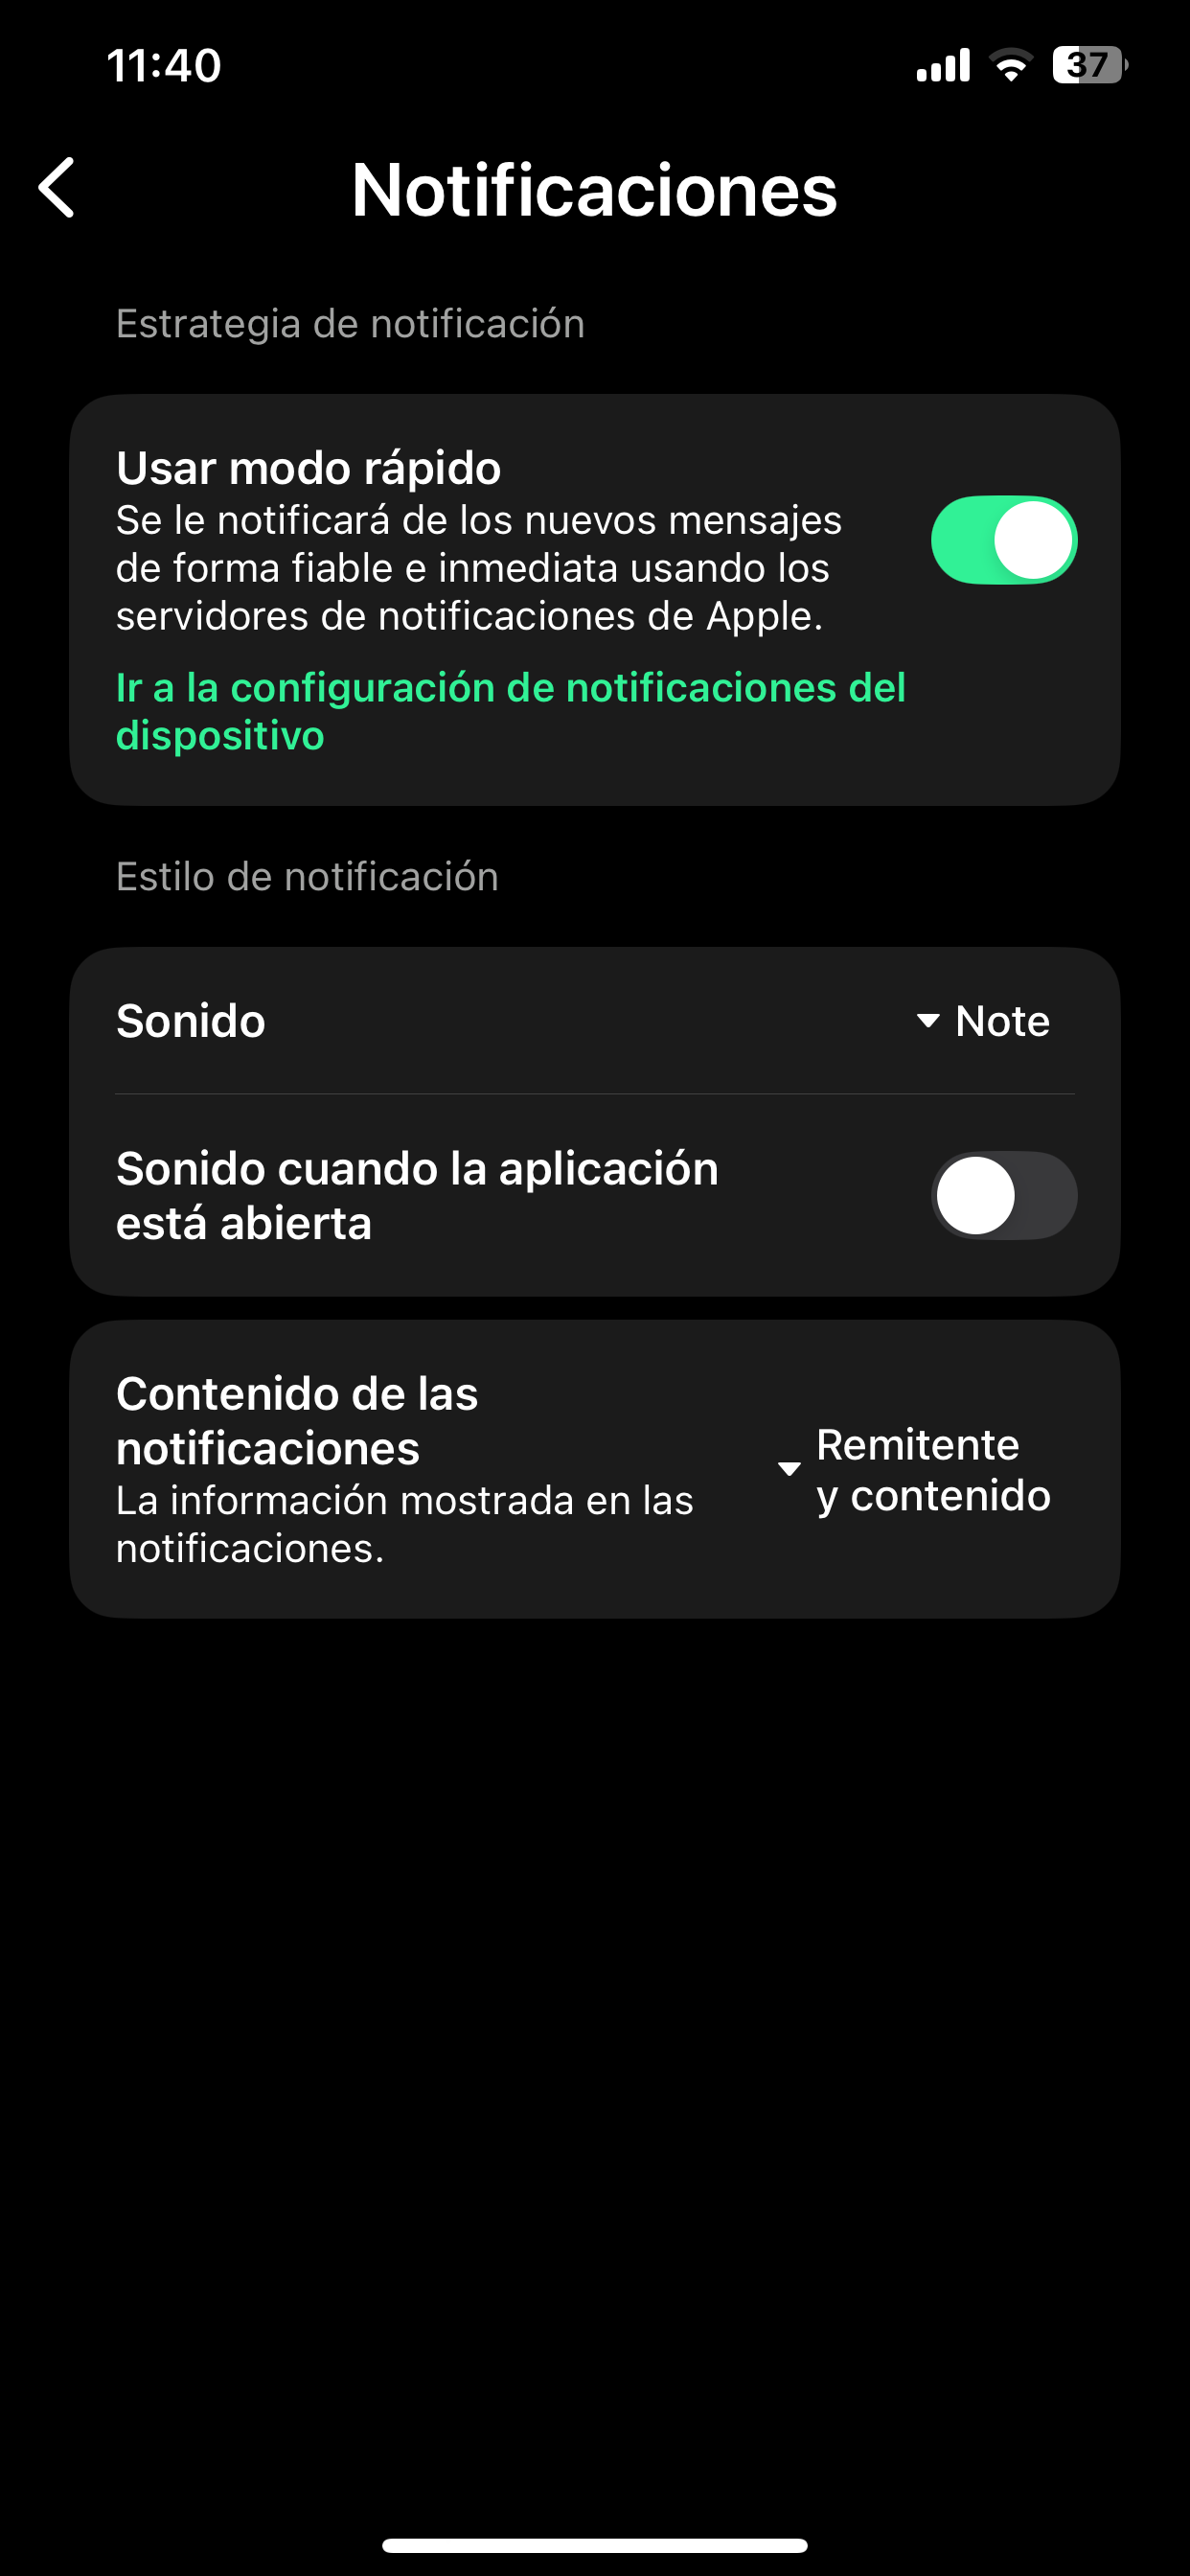 11:40
37
Notificaciones
Estrategia de notificación
Usar modo rápido
Se le notificará de los nuevos mensajes
de forma fiable e inmediata usando los
servidores de notificaciones de Apple.
Ir a la configuración de notificaciones del
dispositivo
Estilo de notificación
Sonido
Note
Sonido cuando la aplicación
está abierta
Contenido de las
notificaciones
La información mostrada en las
notificaciones.
Remitente
y contenido